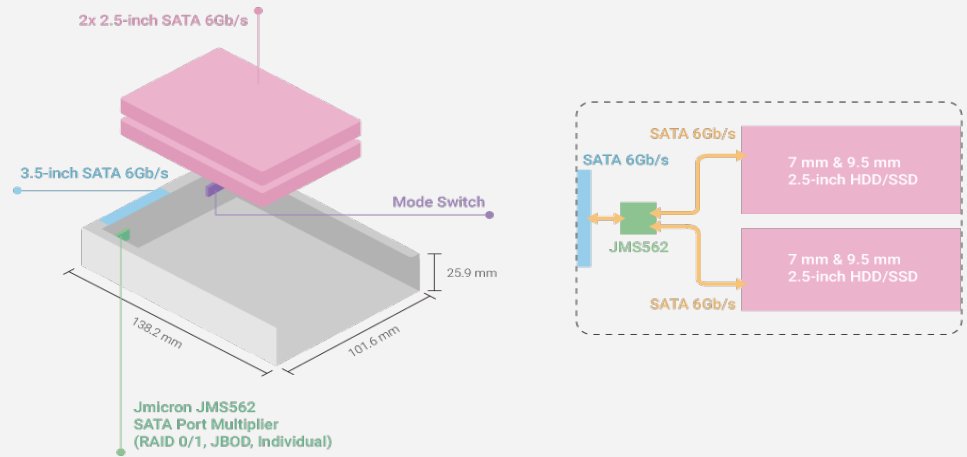 2x 2.5-inch SATA 6Gb/s
3.5-inch SATA 6Gb/s
Mode Switch
25.9 mm
138.2 mm
101.6 mm
Jmicron JMS562
SATA Port Multiplier
(RAID 0/1, JBOD, Individual)
SATA 6Gb/s
SATA 6Gb/s
7 mm & 9.5 mm
2.5-inch HDD/SSD
JMS562
7 mm & 9.5 mm
2.5-inch HDD/SSD
SATA 6Gb/s